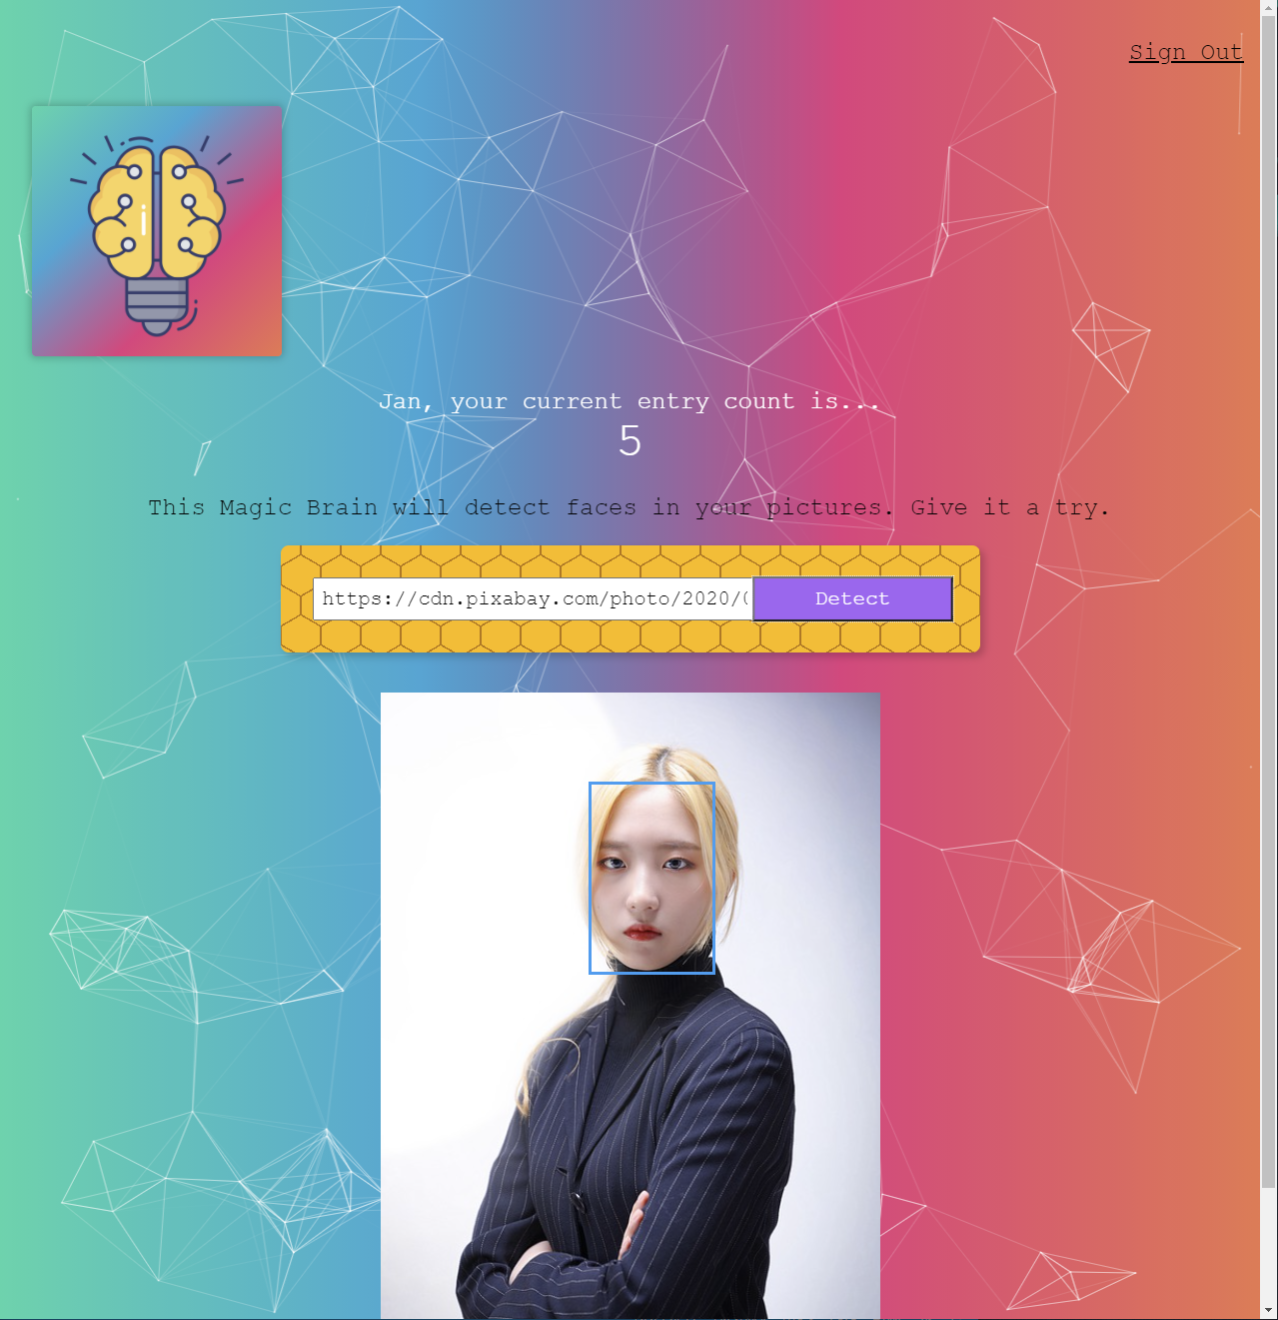 Sign Out
i
Jan, your current entry count is...
5
This Magic Brain will detect faces in your pictures. Give it a try.
https://cdn.pixabay.com/photo/2020/
Detect